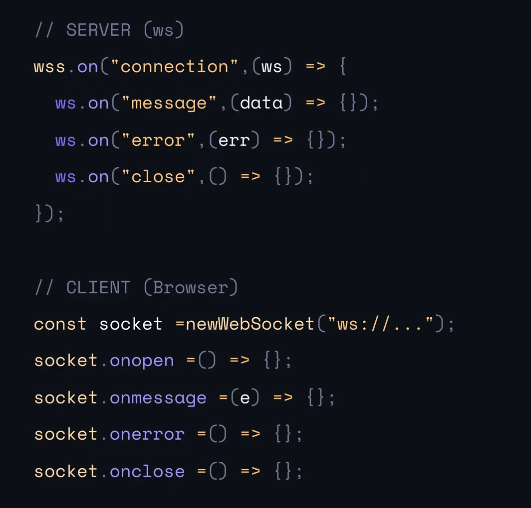 // SERVER (ws)
wss.on("connection",(ws) => {
  ws.on("message",(data) => {});
  ws.on("error",(err) => {});
  ws.on("close",() => {});
});

// CLIENT (Browser)
const socket =newWebSocket("ws://...");
socket.onopen =() => {};
socket.onmessage =(e) => {};
socket.onerror =() => {};
socket.onclose =() => {};